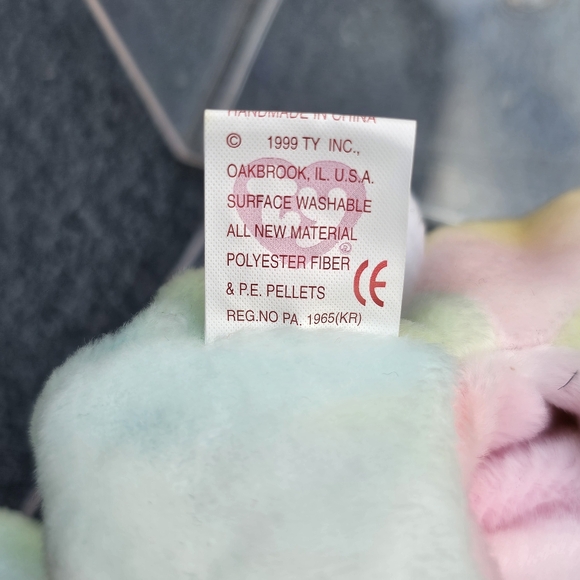 HANDMADE IN CHINA
© 1999 TY INC.,
OAKBROOK, IL. U.S.A.
SURFACE WASHABLE
ALL NEW MATERIAL
POLYESTER FIBER
& P.E. PELLETS
REG.NO PA. 1965(KR)
CE
ty
®